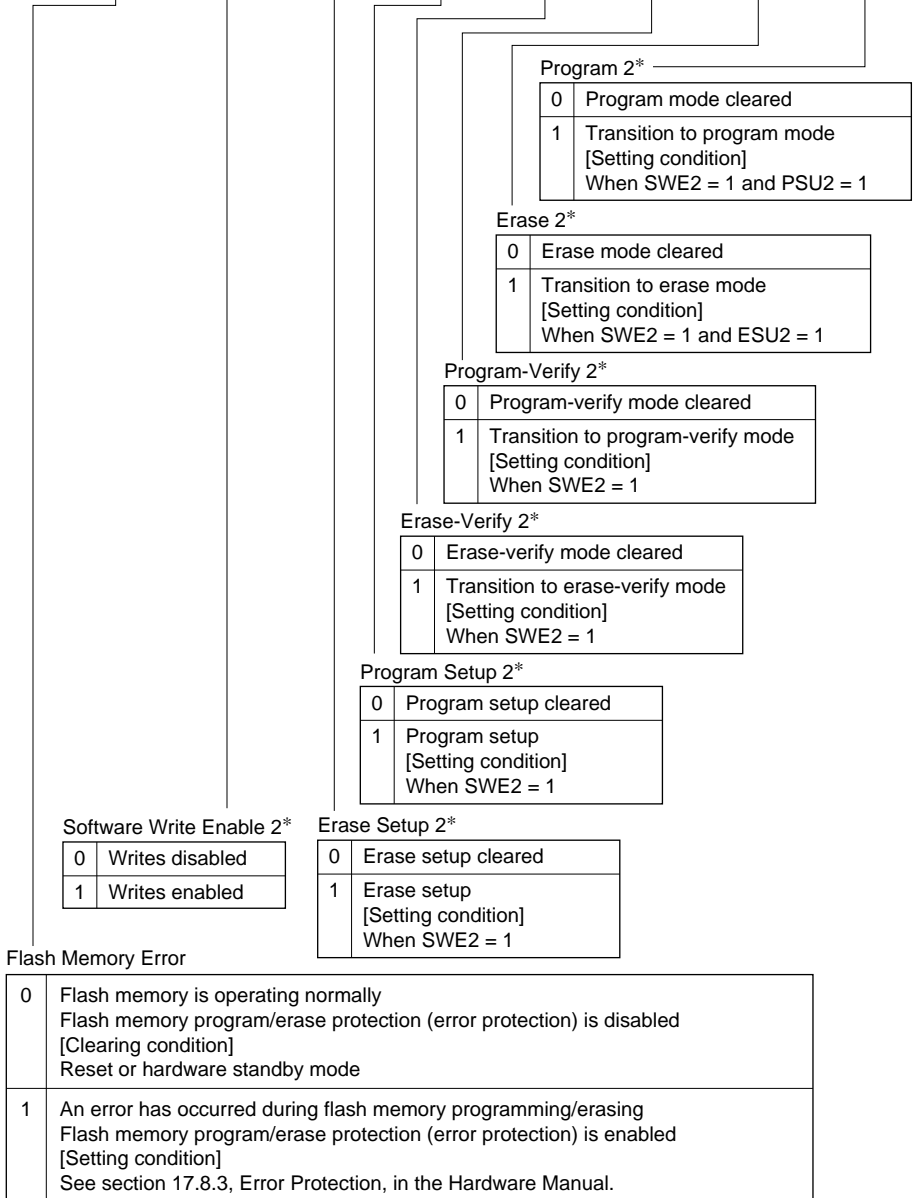 Program 2*
0 Program mode cleared
1 Transition to program mode
[Setting condition]
When SWE2 = 1 and PSU2 = 1
Erase 2*
0 Erase mode cleared
1 Transition to erase mode
[Setting condition]
When SWE2 = 1 and ESU2 = 1
Program-Verify 2*
0 Program-verify mode cleared
1 Transition to program-verify mode
[Setting condition]
When SWE2 = 1
Erase-Verify 2*
0 Erase-verify mode cleared
1 Transition to erase-verify mode
[Setting condition]
When SWE2 = 1
Program Setup 2*
0 Program setup cleared
1 Program setup
[Setting condition]
When SWE2 = 1
Software Write Enable 2*
0 Writes disabled
1 Writes enabled
Erase Setup 2*
0 Erase setup cleared
1 Erase setup
[Setting condition]
When SWE2 = 1
Flash Memory Error
0 Flash memory is operating normally
Flash memory program/erase protection (error protection) is disabled
[Clearing condition]
Reset or hardware standby mode
1 An error has occurred during flash memory programming/erasing
Flash memory program/erase protection (error protection) is enabled
[Setting condition]
See section 17.8.3, Error Protection, in the Hardware Manual.